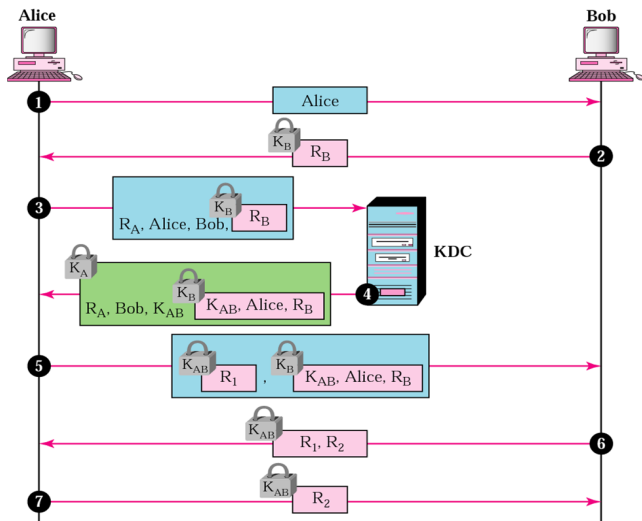 Alice
Bob
1
Alice
K_B
R_B
2
3
K_B
R_A, Alice, Bob,
R_B
KDC
K_A
K_B
R_A, Bob, K_AB
K_AB, Alice, R_B
4
5
K_AB
R_1
,
K_B
K_AB, Alice, R_B
K_AB
R_1, R_2
6
7
K_AB
R_2